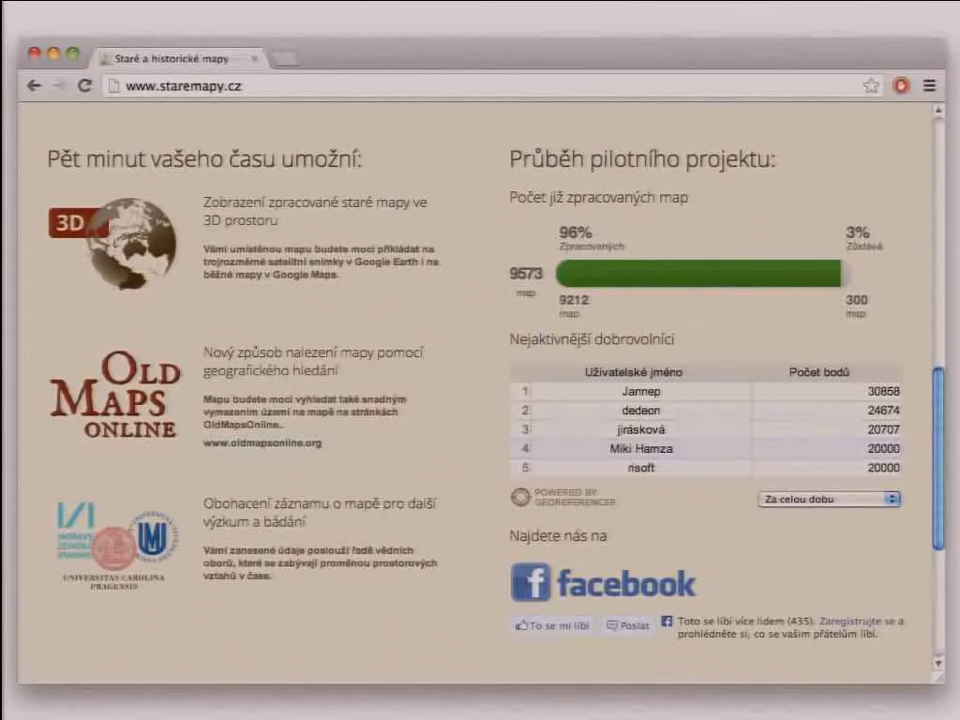 Staré a historické mapy
www.staremapy.cz
Pět minut vašeho času umožní:
3D
Zobrazení zpracované staré mapy ve
3D prostoru
Vámi umístěnou mapu budete moci přikládat na
trojrozměrné satelitní snímky v Google Earth i na
běžné mapy v Google Maps.
OLD
MAPS
ONLINE
Nový způsob nalezení mapy pomocí
geografického hledání
Mapu budete moci vyhledat také snadným
vymazením území na mapě na stránkách
OldMapsOnline..
www.oldmapsonline.org
UNIVERSITAS CAROLINA
PRAGENSIS
Obohacení záznamu o mapě pro další
výzkum a bádání
Vámi zanesené údaje poslouží řadě vědních
oborů, které se zabývají proměnou prostorových
vztahů v čase.
Průběh pilotního projektu:
Počet již zpracovaných map
96%
Zpracovaných
3%
Zůstává
9573
map
9212
map
300
map
Nejaktivnější dobrovolníci
Uživatelské jméno Počet bodů
1 Jannep 30858
2 dedeon 24674
3 jirásková 20707
4 Miki Hamza 20000
5 risoft 20000
POWERED BY
GEOREFERENCER
Za celou dobu
Najdete nás na
f facebook
To se mi líbí
Poslat
Toto se líbí více lidem (435). Zaregistrujte se a
prohlédněte si, co se vašim přátelům líbí.